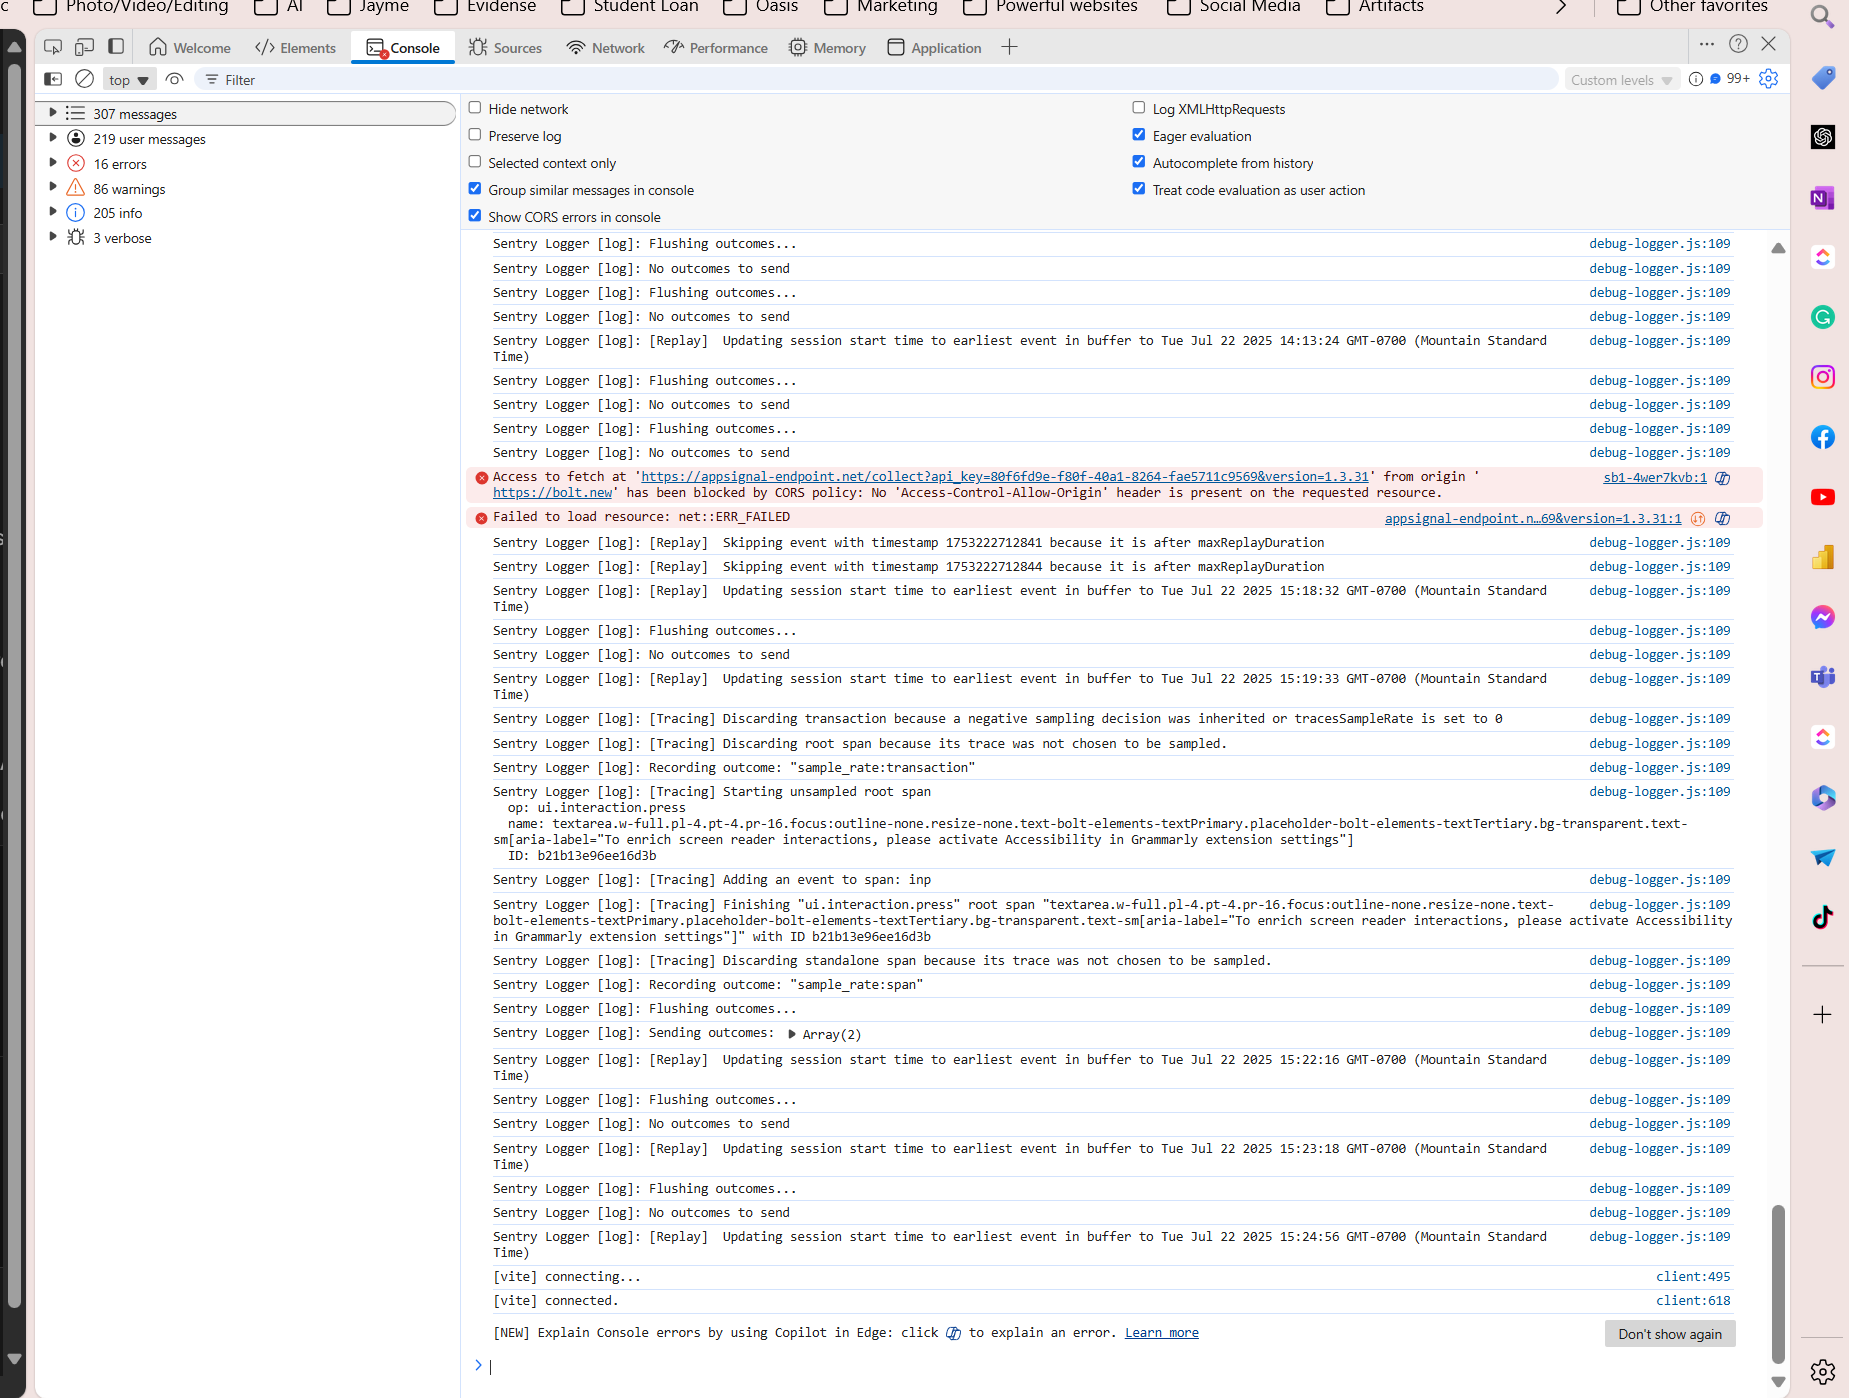 c Photo/Video/Editing AI Jayme Evidense Student Loan Oasis Marketing Powerful websites Social Media Artifacts Other favorites
Welcome Elements Console Sources Network Performance Memory Application
top Filter Custom levels 99+
307 messages
219 user messages
16 errors
86 warnings
205 info
3 verbose
Hide network
Log XMLHttpRequests
Preserve log
Eager evaluation
Selected context only
Autocomplete from history
Group similar messages in console
Treat code evaluation as user action
Show CORS errors in console
Sentry Logger [log]: Flushing outcomes... debug-logger.js:109
Sentry Logger [log]: No outcomes to send debug-logger.js:109
Sentry Logger [log]: Flushing outcomes... debug-logger.js:109
Sentry Logger [log]: No outcomes to send debug-logger.js:109
Sentry Logger [log]: [Replay] Updating session start time to earliest event in buffer to Tue Jul 22 2025 14:13:24 GMT-0700 (Mountain Standard debug-logger.js:109
Time)
Sentry Logger [log]: Flushing outcomes... debug-logger.js:109
Sentry Logger [log]: No outcomes to send debug-logger.js:109
Sentry Logger [log]: Flushing outcomes... debug-logger.js:109
Sentry Logger [log]: No outcomes to send debug-logger.js:109
Access to fetch at 'https://appsignal-endpoint.net/collect?api_key=80f6fd9e-f80f-40a1-8264-fae5711c9569&version=1.3.31' from origin ' sb1-4wer7kvb:1
https://bolt.new' has been blocked by CORS policy: No 'Access-Control-Allow-Origin' header is present on the requested resource.
Failed to load resource: net::ERR_FAILED appsignal-endpoint.n…69&version=1.3.31:1
Sentry Logger [log]: [Replay] Skipping event with timestamp 1753222712841 because it is after maxReplayDuration debug-logger.js:109
Sentry Logger [log]: [Replay] Skipping event with timestamp 1753222712844 because it is after maxReplayDuration debug-logger.js:109
Sentry Logger [log]: [Replay] Updating session start time to earliest event in buffer to Tue Jul 22 2025 15:18:32 GMT-0700 (Mountain Standard debug-logger.js:109
Time)
Sentry Logger [log]: Flushing outcomes... debug-logger.js:109
Sentry Logger [log]: No outcomes to send debug-logger.js:109
Sentry Logger [log]: [Replay] Updating session start time to earliest event in buffer to Tue Jul 22 2025 15:19:33 GMT-0700 (Mountain Standard debug-logger.js:109
Time)
Sentry Logger [log]: [Tracing] Discarding transaction because a negative sampling decision was inherited or tracesSampleRate is set to 0 debug-logger.js:109
Sentry Logger [log]: [Tracing] Discarding root span because its trace was not chosen to be sampled. debug-logger.js:109
Sentry Logger [log]: Recording outcome: "sample_rate:transaction" debug-logger.js:109
Sentry Logger [log]: [Tracing] Starting unsampled root span debug-logger.js:109
op: ui.interaction.press
name: textarea.w-full.pl-4.pt-4.pr-16.focus:outline-none.resize-none.text-bolt-elements-textPrimary.placeholder-bolt-elements-textTertiary.bg-transparent.text-
sm[aria-label="To enrich screen reader interactions, please activate Accessibility in Grammarly extension settings"]
ID: b21b13e96ee16d3b
Sentry Logger [log]: [Tracing] Adding an event to span: inp debug-logger.js:109
Sentry Logger [log]: [Tracing] Finishing "ui.interaction.press" root span "textarea.w-full.pl-4.pt-4.pr-16.focus:outline-none.resize-none.text- debug-logger.js:109
bolt-elements-textPrimary.placeholder-bolt-elements-textTertiary.bg-transparent.text-sm[aria-label="To enrich screen reader interactions, please activate Accessibility
in Grammarly extension settings"]" with ID b21b13e96ee16d3b
Sentry Logger [log]: [Tracing] Discarding standalone span because its trace was not chosen to be sampled. debug-logger.js:109
Sentry Logger [log]: Recording outcome: "sample_rate:span" debug-logger.js:109
Sentry Logger [log]: Flushing outcomes... debug-logger.js:109
Sentry Logger [log]: Sending outcomes: Array(2) debug-logger.js:109
Sentry Logger [log]: [Replay] Updating session start time to earliest event in buffer to Tue Jul 22 2025 15:22:16 GMT-0700 (Mountain Standard debug-logger.js:109
Time)
Sentry Logger [log]: Flushing outcomes... debug-logger.js:109
Sentry Logger [log]: No outcomes to send debug-logger.js:109
Sentry Logger [log]: [Replay] Updating session start time to earliest event in buffer to Tue Jul 22 2025 15:23:18 GMT-0700 (Mountain Standard debug-logger.js:109
Time)
Sentry Logger [log]: Flushing outcomes... debug-logger.js:109
Sentry Logger [log]: No outcomes to send debug-logger.js:109
Sentry Logger [log]: [Replay] Updating session start time to earliest event in buffer to Tue Jul 22 2025 15:24:56 GMT-0700 (Mountain Standard debug-logger.js:109
Time)
[vite] connecting... client:495
[vite] connected. client:618
[NEW] Explain Console errors by using Copilot in Edge: click to explain an error. Learn more Don't show again